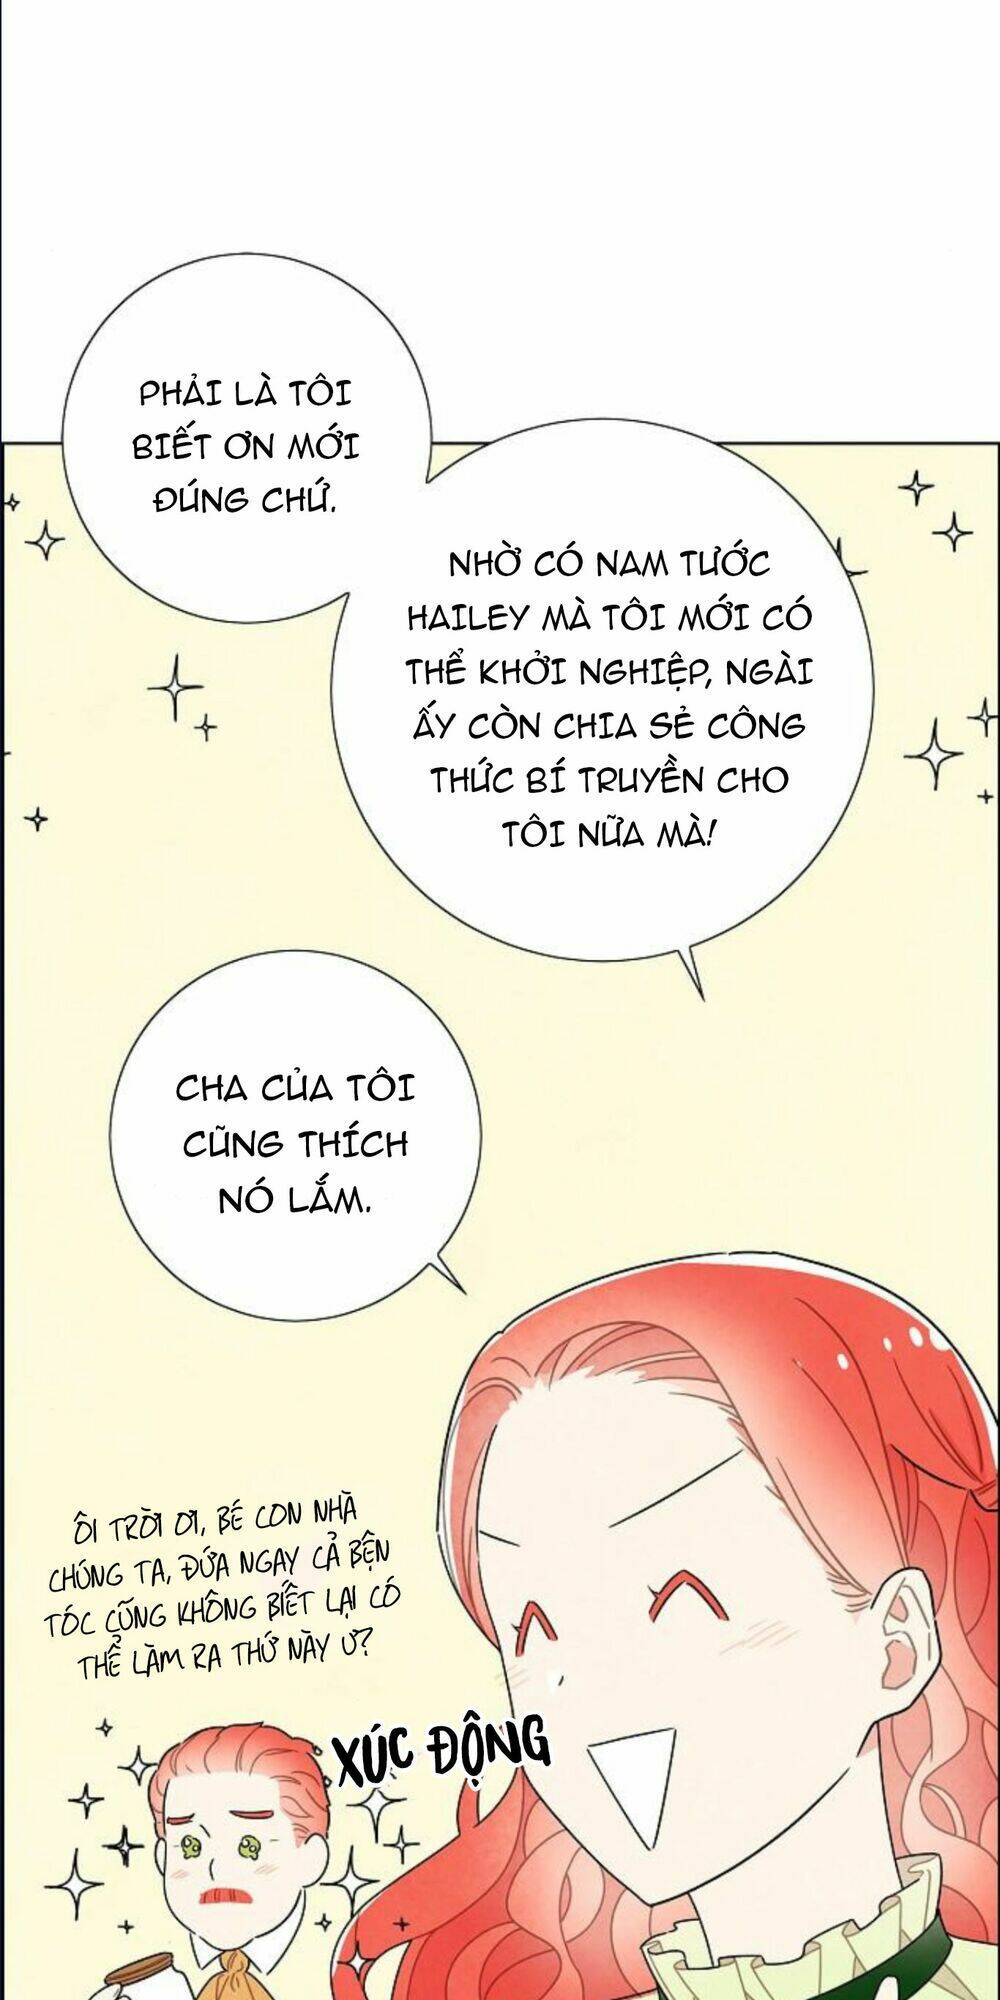 PHẢI LÀ TÔI
BIẾT ƠN MỚI
ĐÚNG CHỨ.
NHỜ CÓ NAM TƯỚC
HAILEY MÀ TÔI MỚI CÓ
THỂ KHỞI NGHIỆP, NGÀI
ẤY CÒN CHIA SẺ CÔNG
THỨC BÍ TRUYỀN CHO
TÔI NỮA MÀ!
CHA CỦA TÔI
CŨNG THÍCH
NÓ LẮM.
ÔI TRỜI ƠI, BÉ CON NHÀ
CHÚNG TA, ĐỨA NGAY CẢ BỆN
TÓC CŨNG KHÔNG BIẾT LẠI CÓ
THỂ LÀM RA THỨ NÀY Ư?
XÚC ĐỘNG